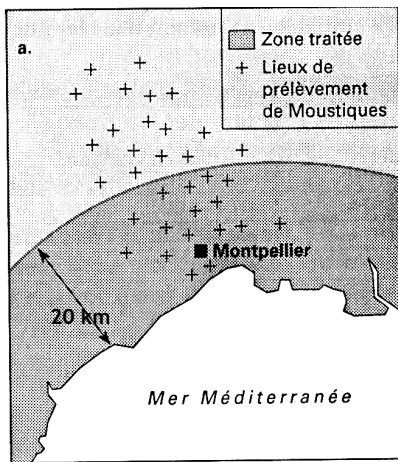 a.
Zone traitée
+ Lieux de
prélèvement
de Moustiques
Montpellier
20 km
Mer Méditerranée